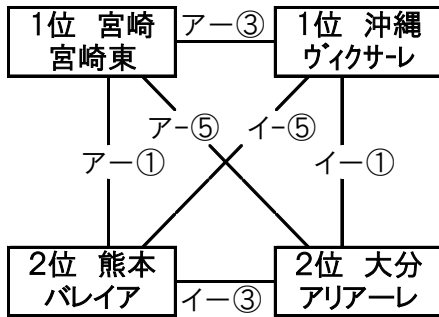 1位 宮崎
宮崎東
ア－③
1位 沖縄
ヴィクサーレ
ア-⑤
イ-⑤
ア－①
イ－①
2位 熊本
バレイア
イ－③
2位 大分
アリアーレ